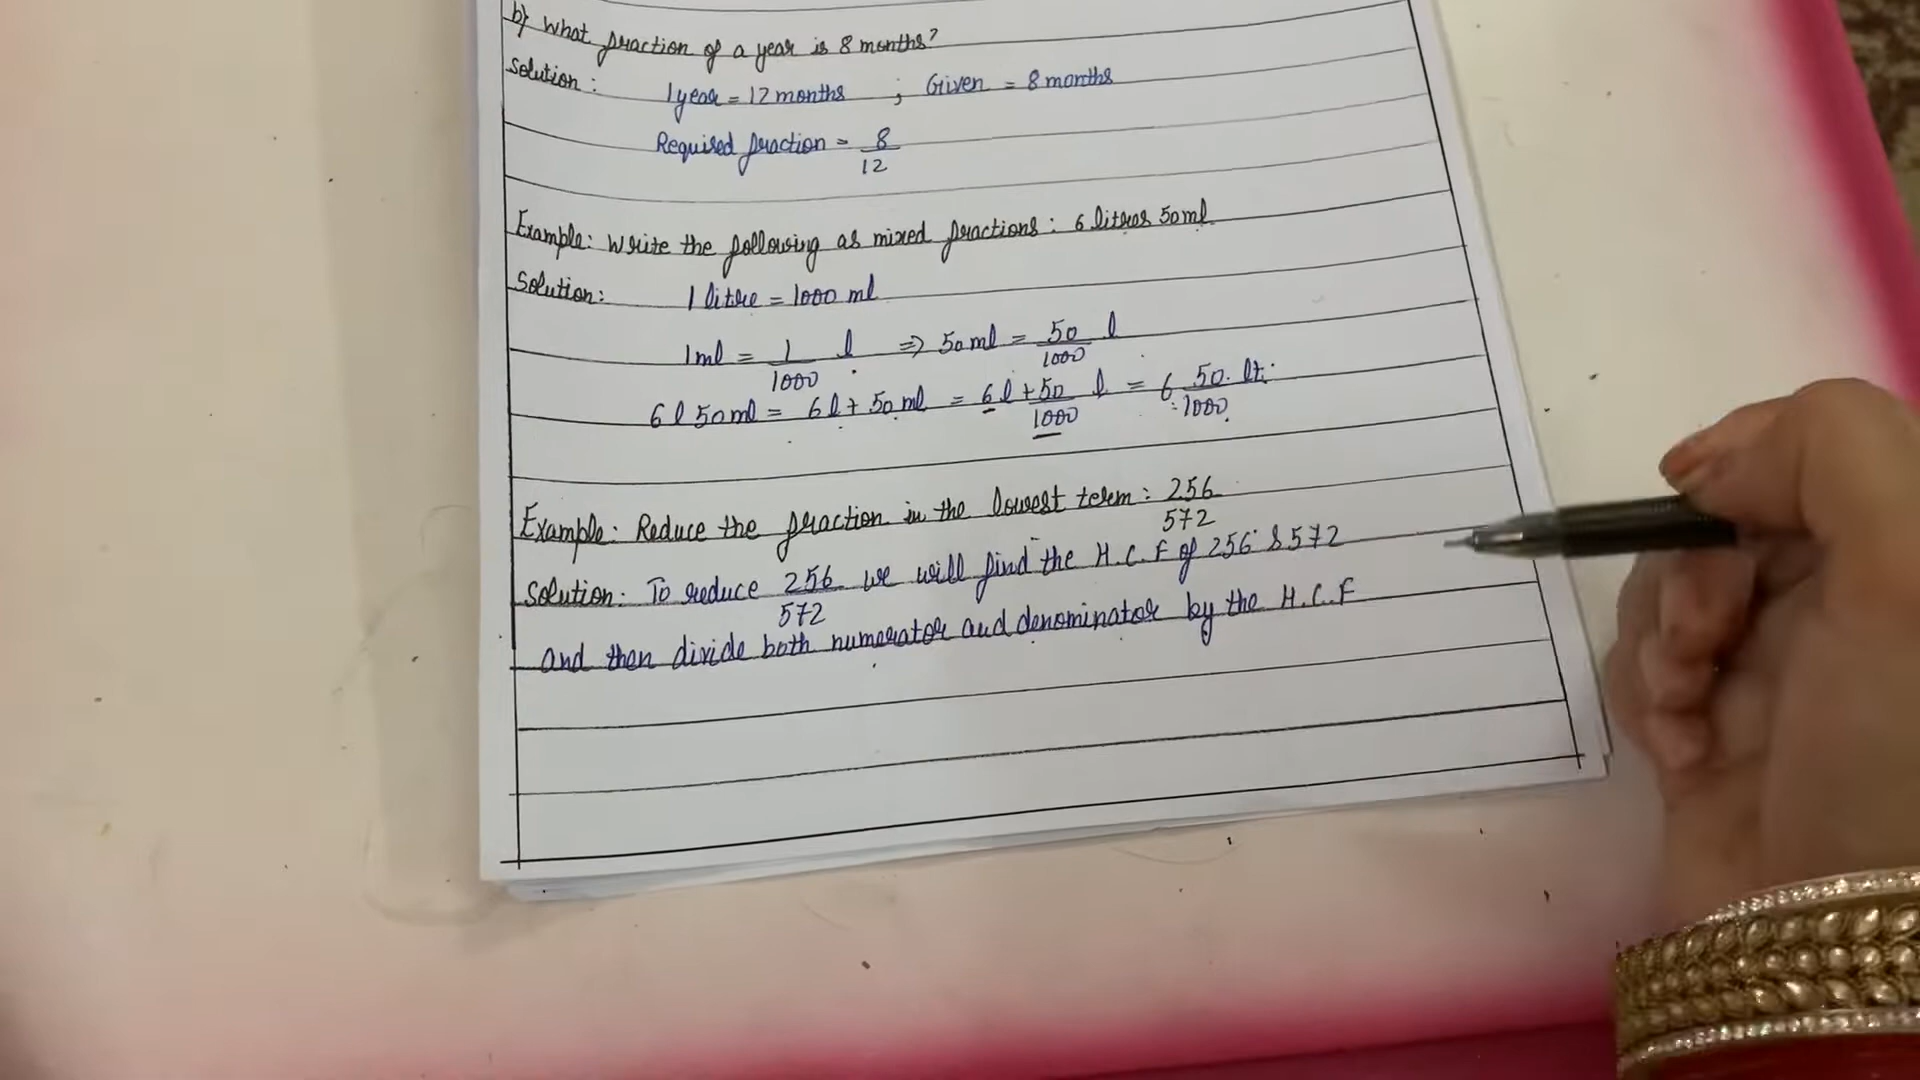 b) What fraction of a year is 8 months?
Solution: 1 year = 12 months ; Given = 8 months
Required fraction = 8/12
Example: Write the following as mixed fractions: 6 litres 50 ml
Solution: 1 litre = 1000 ml
1 ml = 1/1000 l ⇒ 50 ml = 50/1000 l
6 l 50 ml = 6 l + 50 ml = 6 l + 50/1000 l = 6 50/1000 lt.
Example: Reduce the fraction in the lowest term: 256/572
Solution: To reduce 256/572 we will find the H.C.F of 256 & 572
and then divide both numerator and denominator by the H.C.F